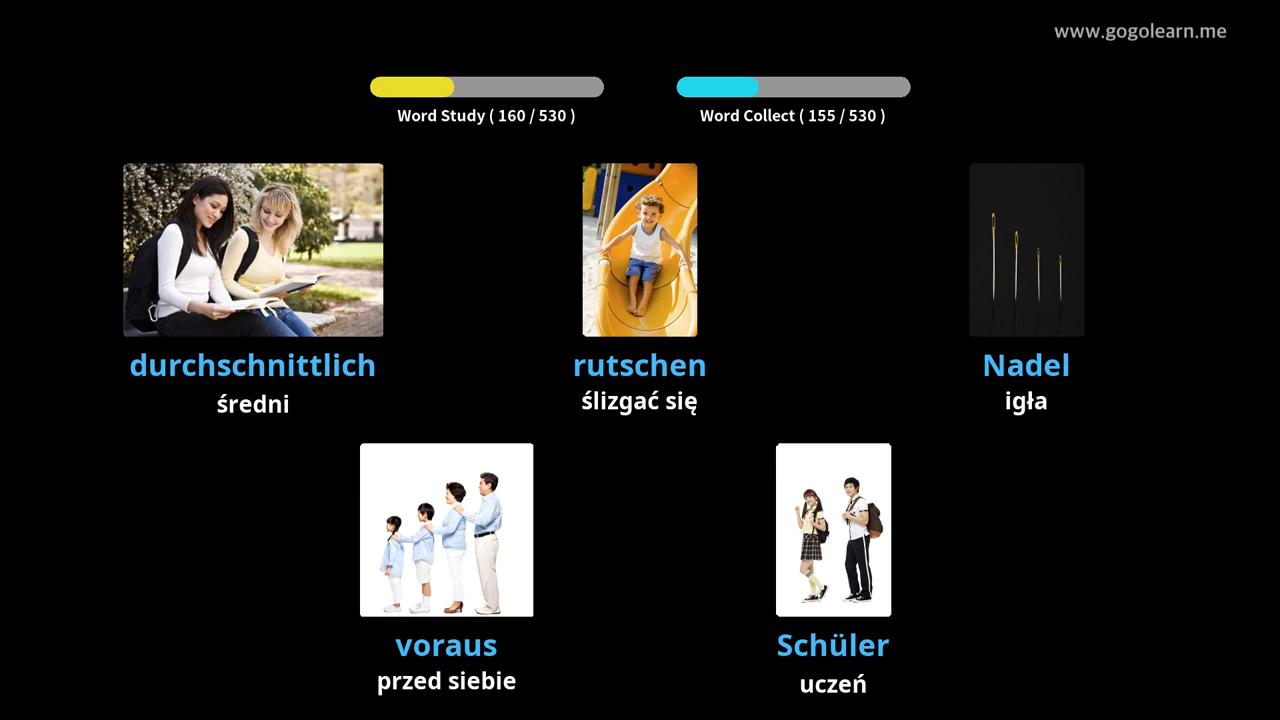 www.gogolearn.me
Word Study ( 160 / 530 )
Word Collect ( 155 / 530 )
durchschnittlich
średni
rutschen
ślizgać się
Nadel
igła
voraus
przed siebie
Schüler
uczeń